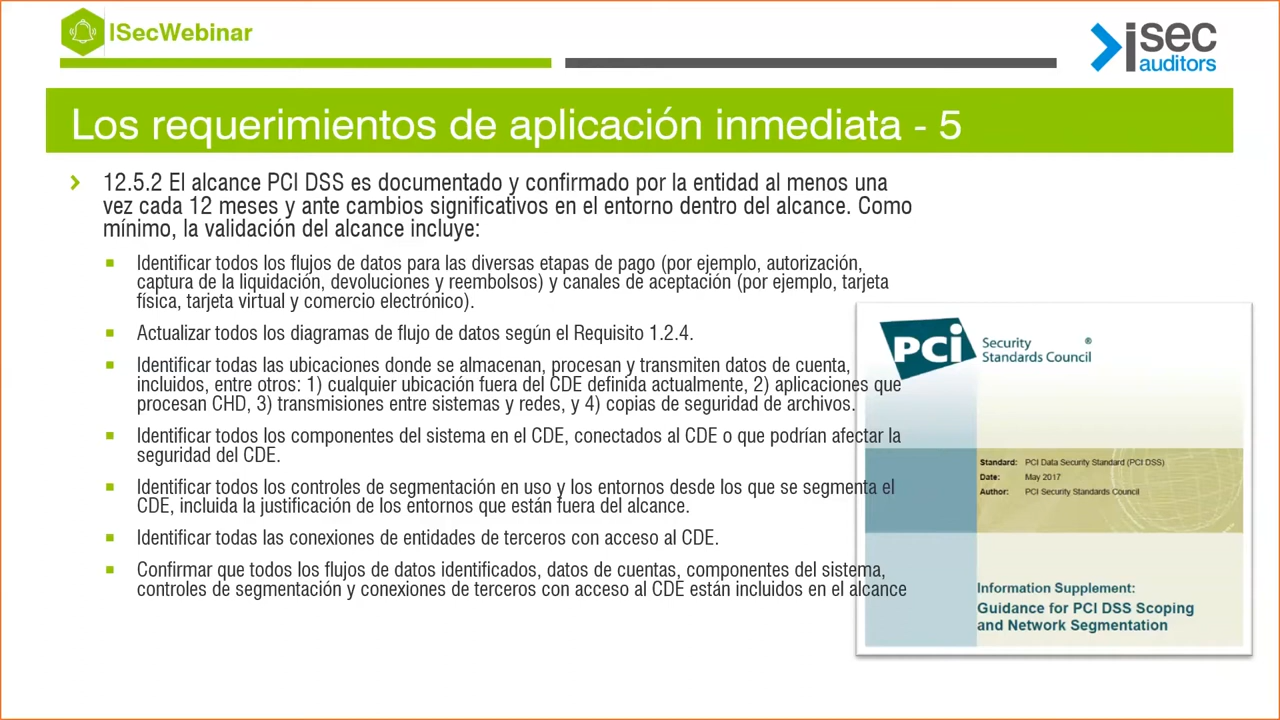 ISecWebinar
isec
auditors
Los requerimientos de aplicación inmediata - 5
12.5.2 El alcance PCI DSS es documentado y confirmado por la entidad al menos una
vez cada 12 meses y ante cambios significativos en el entorno dentro del alcance. Como
mínimo, la validación del alcance incluye:
Identificar todos los flujos de datos para las diversas etapas de pago (por ejemplo, autorización,
captura de la liquidación, devoluciones y reembolsos) y canales de aceptación (por ejemplo, tarjeta
física, tarjeta virtual y comercio electrónico).
Actualizar todos los diagramas de flujo de datos según el Requisito 1.2.4.
Identificar todas las ubicaciones donde se almacenan, procesan y transmiten datos de cuenta,
incluidos, entre otros: 1) cualquier ubicación fuera del CDE definida actualmente, 2) aplicaciones que
procesan CHD, 3) transmisiones entre sistemas y redes, y 4) copias de seguridad de archivos.
Identificar todos los componentes del sistema en el CDE, conectados al CDE o que podrían afectar la
seguridad del CDE.
Identificar todos los controles de segmentación en uso y los entornos desde los que se segmenta el
CDE, incluida la justificación de los entornos que están fuera del alcance.
Identificar todas las conexiones de entidades de terceros con acceso al CDE.
Confirmar que todos los flujos de datos identificados, datos de cuentas, componentes del sistema,
controles de segmentación y conexiones de terceros con acceso al CDE están incluidos en el alcance
PCi Security ®
Standards Council
Standard: PCI Data Security Standard (PCI DSS)
Date: May 2017
Author: PCI Security Standards Council
Information Supplement:
Guidance for PCI DSS Scoping
and Network Segmentation